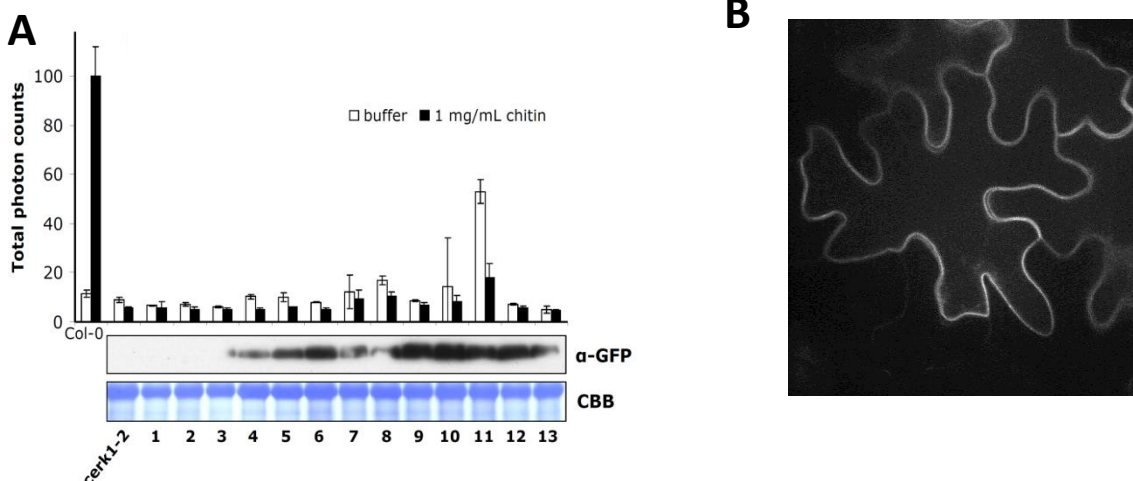 A
B
Total photon counts
100
80
60
40
20
0
buffer 1 mg/mL chitin
Col-0
α-GFP
CBB
cerk1-2 1 2 3 4 5 6 7 8 9 10 11 12 13